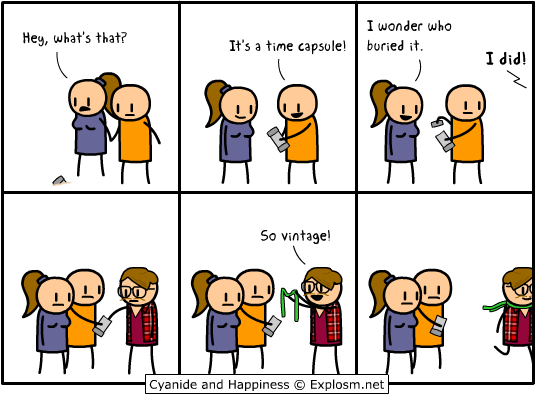 Hey, what's that?
It's a time capsule!
I wonder who
buried it.
I did!
So vintage!
Cyanide and Happiness © Explosm.net